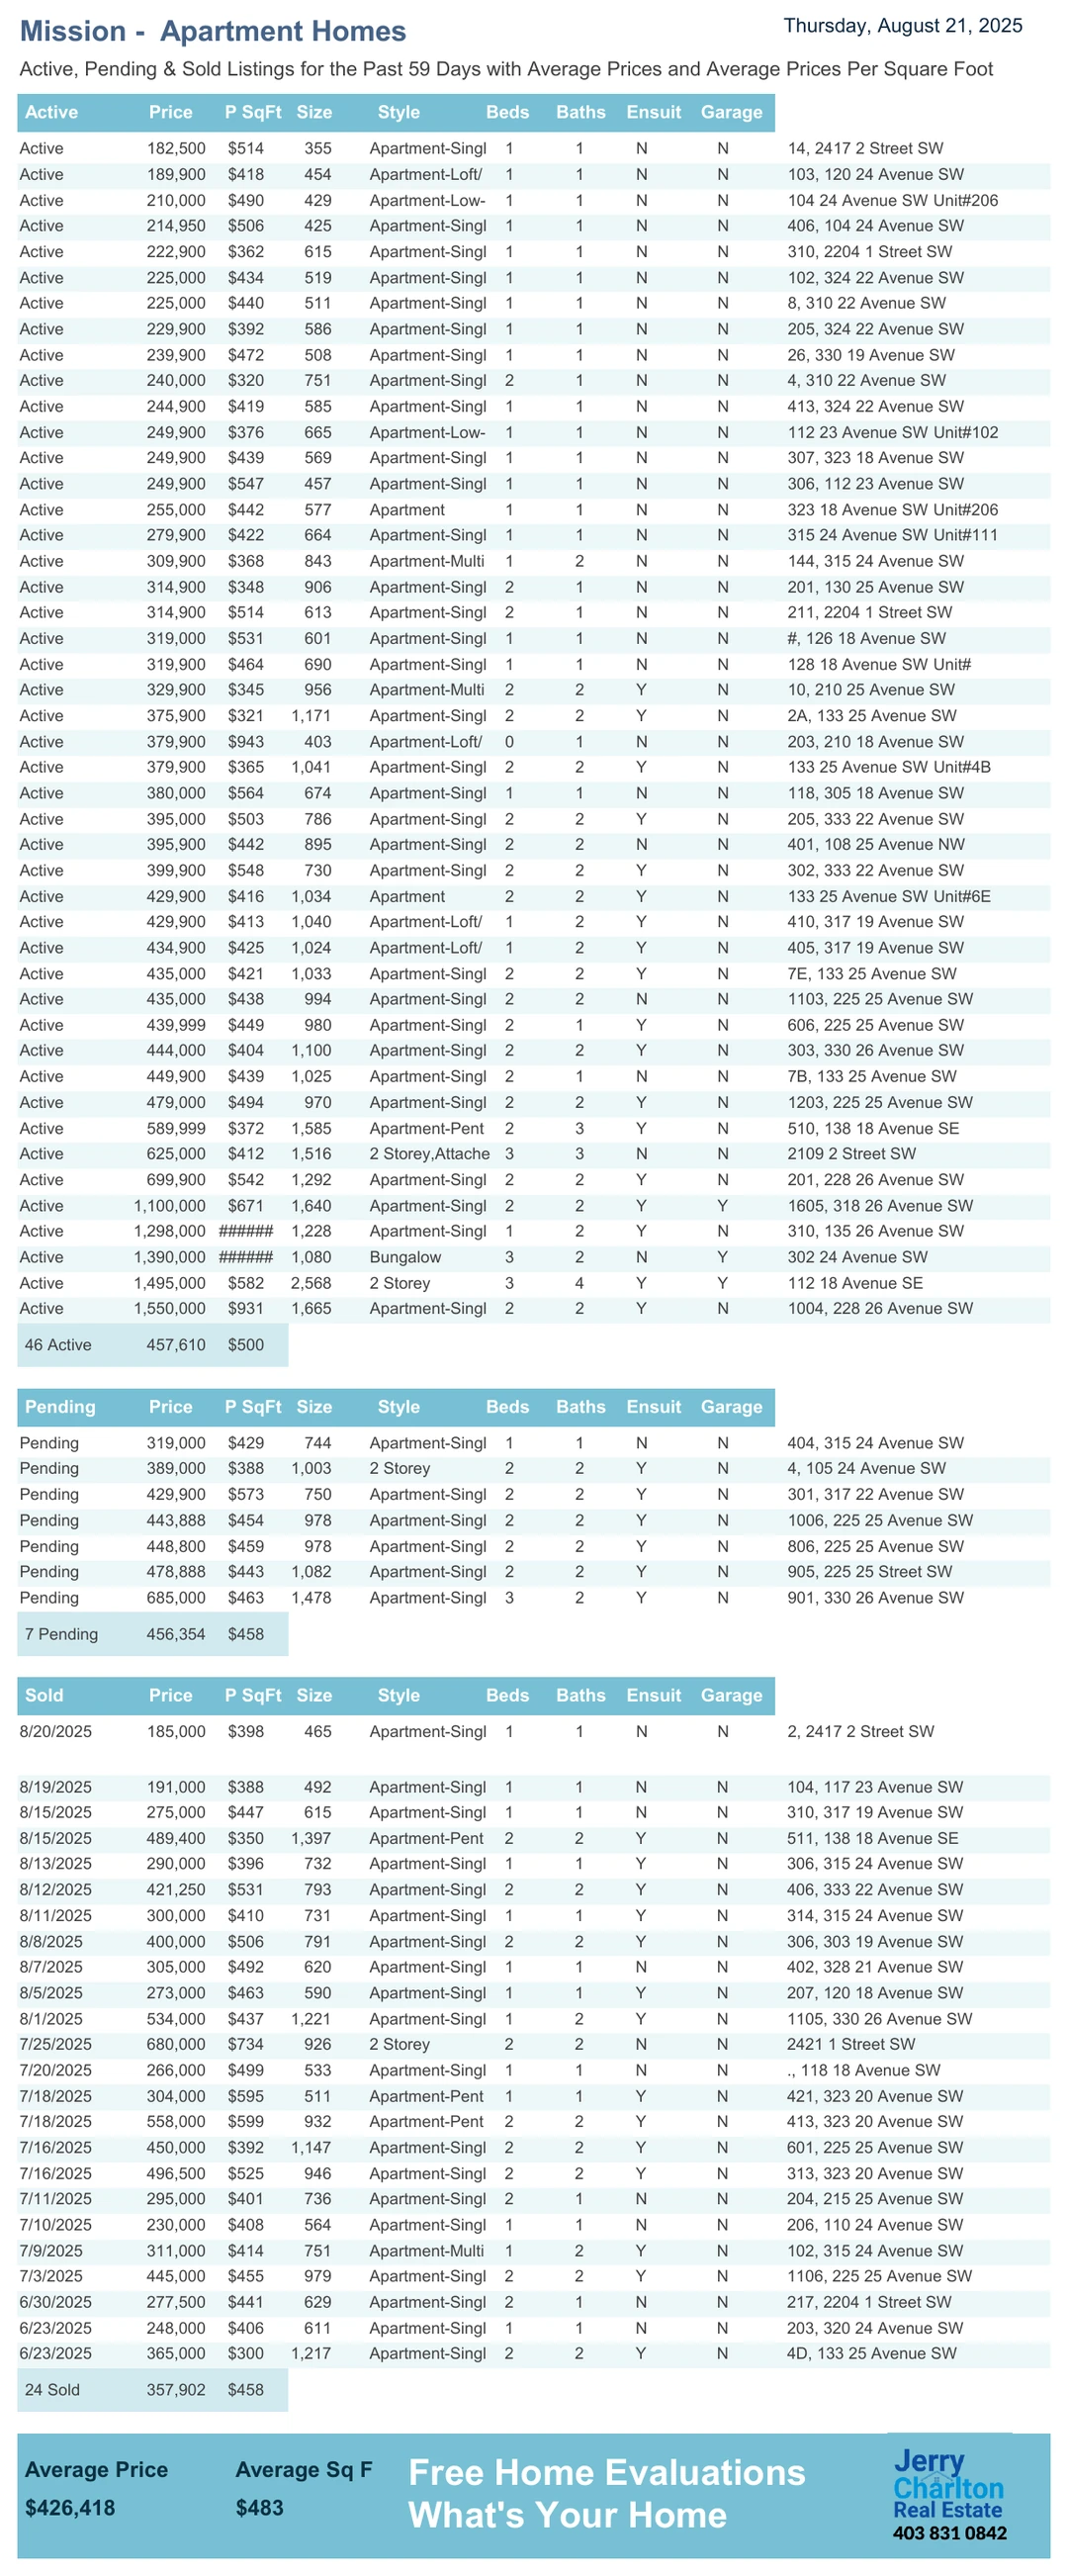 Mission -  Apartment Homes
Thursday, August 21, 2025
Active, Pending & Sold Listings for the Past 59 Days with Average Prices and Average Prices Per Square Foot
Active Price P SqFt Size Style Beds Baths Ensuit Garage
Active 182,500 $514 355 Apartment-Singl 1 1 N N 14, 2417 2 Street SW
Active 189,900 $418 454 Apartment-Loft/ 1 1 N N 103, 120 24 Avenue SW
Active 210,000 $490 429 Apartment-Low- 1 1 N N 104 24 Avenue SW Unit#206
Active 214,950 $506 425 Apartment-Singl 1 1 N N 406, 104 24 Avenue SW
Active 222,900 $362 615 Apartment-Singl 1 1 N N 310, 2204 1 Street SW
Active 225,000 $434 519 Apartment-Singl 1 1 N N 102, 324 22 Avenue SW
Active 225,000 $440 511 Apartment-Singl 1 1 N N 8, 310 22 Avenue SW
Active 229,900 $392 586 Apartment-Singl 1 1 N N 205, 324 22 Avenue SW
Active 239,900 $472 508 Apartment-Singl 1 1 N N 26, 330 19 Avenue SW
Active 240,000 $320 751 Apartment-Singl 2 1 N N 4, 310 22 Avenue SW
Active 244,900 $419 585 Apartment-Singl 1 1 N N 413, 324 22 Avenue SW
Active 249,900 $376 665 Apartment-Low- 1 1 N N 112 23 Avenue SW Unit#102
Active 249,900 $439 569 Apartment-Singl 1 1 N N 307, 323 18 Avenue SW
Active 249,900 $547 457 Apartment-Singl 1 1 N N 306, 112 23 Avenue SW
Active 255,000 $442 577 Apartment 1 1 N N 323 18 Avenue SW Unit#206
Active 279,900 $422 664 Apartment-Singl 1 1 N N 315 24 Avenue SW Unit#111
Active 309,900 $368 843 Apartment-Multi 1 2 N N 144, 315 24 Avenue SW
Active 314,900 $348 906 Apartment-Singl 2 1 N N 201, 130 25 Avenue SW
Active 314,900 $514 613 Apartment-Singl 2 1 N N 211, 2204 1 Street SW
Active 319,000 $531 601 Apartment-Singl 1 1 N N #, 126 18 Avenue SW
Active 319,900 $464 690 Apartment-Singl 1 1 N N 128 18 Avenue SW Unit#
Active 329,900 $345 956 Apartment-Multi 2 2 Y N 10, 210 25 Avenue SW
Active 375,900 $321 1,171 Apartment-Singl 2 2 Y N 2A, 133 25 Avenue SW
Active 379,900 $943 403 Apartment-Loft/ 0 1 N N 203, 210 18 Avenue SW
Active 379,900 $365 1,041 Apartment-Singl 2 2 Y N 133 25 Avenue SW Unit#4B
Active 380,000 $564 674 Apartment-Singl 1 1 N N 118, 305 18 Avenue SW
Active 395,000 $503 786 Apartment-Singl 2 2 Y N 205, 333 22 Avenue SW
Active 395,900 $442 895 Apartment-Singl 2 2 N N 401, 108 25 Avenue NW
Active 399,900 $548 730 Apartment-Singl 2 2 Y N 302, 333 22 Avenue SW
Active 429,900 $416 1,034 Apartment 2 2 Y N 133 25 Avenue SW Unit#6E
Active 429,900 $413 1,040 Apartment-Loft/ 1 2 Y N 410, 317 19 Avenue SW
Active 434,900 $425 1,024 Apartment-Loft/ 1 2 Y N 405, 317 19 Avenue SW
Active 435,000 $421 1,033 Apartment-Singl 2 2 Y N 7E, 133 25 Avenue SW
Active 435,000 $438 994 Apartment-Singl 2 2 N N 1103, 225 25 Avenue SW
Active 439,999 $449 980 Apartment-Singl 2 1 Y N 606, 225 25 Avenue SW
Active 444,000 $404 1,100 Apartment-Singl 2 2 Y N 303, 330 26 Avenue SW
Active 449,900 $439 1,025 Apartment-Singl 2 1 N N 7B, 133 25 Avenue SW
Active 479,000 $494 970 Apartment-Singl 2 2 Y N 1203, 225 25 Avenue SW
Active 589,999 $372 1,585 Apartment-Pent 2 3 Y N 510, 138 18 Avenue SE
Active 625,000 $412 1,516 2 Storey,Attache 3 3 N N 2109 2 Street SW
Active 699,900 $542 1,292 Apartment-Singl 2 2 Y N 201, 228 26 Avenue SW
Active 1,100,000 $671 1,640 Apartment-Singl 2 2 Y Y 1605, 318 26 Avenue SW
Active 1,298,000 ###### 1,228 Apartment-Singl 1 2 Y N 310, 135 26 Avenue SW
Active 1,390,000 ###### 1,080 Bungalow 3 2 N Y 302 24 Avenue SW
Active 1,495,000 $582 2,568 2 Storey 3 4 Y Y 112 18 Avenue SE
Active 1,550,000 $931 1,665 Apartment-Singl 2 2 Y N 1004, 228 26 Avenue SW
46 Active 457,610 $500
Pending Price P SqFt Size Style Beds Baths Ensuit Garage
Pending 319,000 $429 744 Apartment-Singl 1 1 N N 404, 315 24 Avenue SW
Pending 389,000 $388 1,003 2 Storey 2 2 Y N 4, 105 24 Avenue SW
Pending 429,900 $573 750 Apartment-Singl 2 2 Y N 301, 317 22 Avenue SW
Pending 443,888 $454 978 Apartment-Singl 2 2 Y N 1006, 225 25 Avenue SW
Pending 448,800 $459 978 Apartment-Singl 2 2 Y N 806, 225 25 Avenue SW
Pending 478,888 $443 1,082 Apartment-Singl 2 2 Y N 905, 225 25 Street SW
Pending 685,000 $463 1,478 Apartment-Singl 3 2 Y N 901, 330 26 Avenue SW
7 Pending 456,354 $458
Sold Price P SqFt Size Style Beds Baths Ensuit Garage
8/20/2025 185,000 $398 465 Apartment-Singl 1 1 N N 2, 2417 2 Street SW
8/19/2025 191,000 $388 492 Apartment-Singl 1 1 N N 104, 117 23 Avenue SW
8/15/2025 275,000 $447 615 Apartment-Singl 1 1 N N 310, 317 19 Avenue SW
8/15/2025 489,400 $350 1,397 Apartment-Pent 2 2 Y N 511, 138 18 Avenue SE
8/13/2025 290,000 $396 732 Apartment-Singl 1 1 Y N 306, 315 24 Avenue SW
8/12/2025 421,250 $531 793 Apartment-Singl 2 2 Y N 406, 333 22 Avenue SW
8/11/2025 300,000 $410 731 Apartment-Singl 1 1 Y N 314, 315 24 Avenue SW
8/8/2025 400,000 $506 791 Apartment-Singl 2 2 Y N 306, 303 19 Avenue SW
8/7/2025 305,000 $492 620 Apartment-Singl 1 1 N N 402, 328 21 Avenue SW
8/5/2025 273,000 $463 590 Apartment-Singl 1 1 Y N 207, 120 18 Avenue SW
8/1/2025 534,000 $437 1,221 Apartment-Singl 1 2 Y N 1105, 330 26 Avenue SW
7/25/2025 680,000 $734 926 2 Storey 2 2 N N 2421 1 Street SW
7/20/2025 266,000 $499 533 Apartment-Singl 1 1 N N ., 118 18 Avenue SW
7/18/2025 304,000 $595 511 Apartment-Pent 1 1 Y N 421, 323 20 Avenue SW
7/18/2025 558,000 $599 932 Apartment-Pent 2 2 Y N 413, 323 20 Avenue SW
7/16/2025 450,000 $392 1,147 Apartment-Singl 2 2 Y N 601, 225 25 Avenue SW
7/16/2025 496,500 $525 946 Apartment-Singl 2 2 Y N 313, 323 20 Avenue SW
7/11/2025 295,000 $401 736 Apartment-Singl 2 1 N N 204, 215 25 Avenue SW
7/10/2025 230,000 $408 564 Apartment-Singl 1 1 N N 206, 110 24 Avenue SW
7/9/2025 311,000 $414 751 Apartment-Multi 1 2 Y N 102, 315 24 Avenue SW
7/3/2025 445,000 $455 979 Apartment-Singl 2 2 Y N 1106, 225 25 Avenue SW
6/30/2025 277,500 $441 629 Apartment-Singl 2 1 N N 217, 2204 1 Street SW
6/23/2025 248,000 $406 611 Apartment-Singl 1 1 N N 203, 320 24 Avenue SW
6/23/2025 365,000 $300 1,217 Apartment-Singl 2 2 Y N 4D, 133 25 Avenue SW
24 Sold 357,902 $458
Average Price Average Sq F
$426,418 $483
Free Home Evaluations
What's Your Home
Jerry
Charlton
Real Estate
403 831 0842